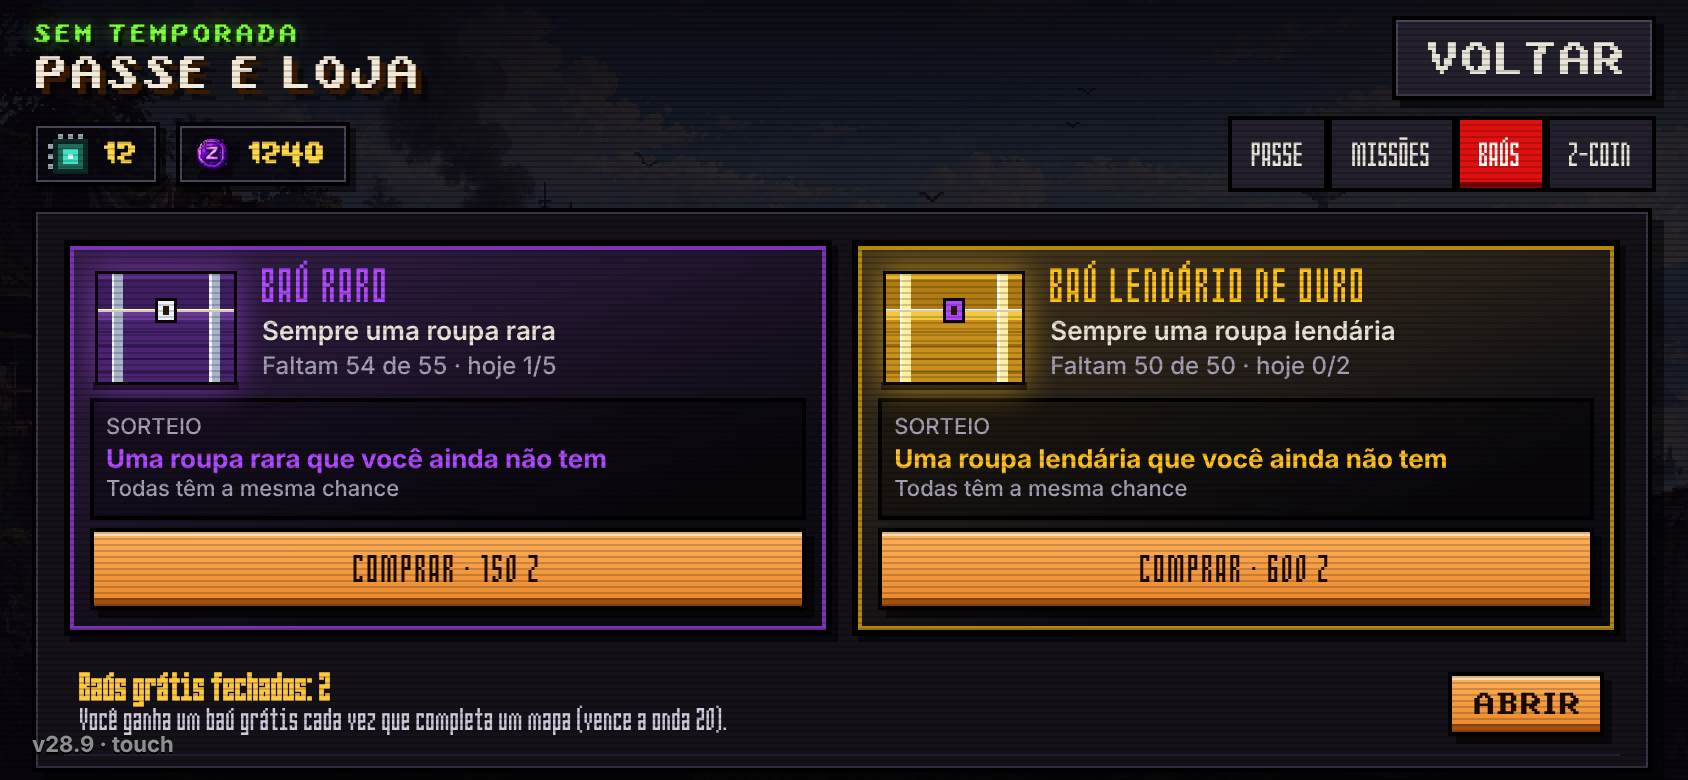 SEM TEMPORADA
PASSE E LOJA
VOLTAR
12
Z
1240
PASSE
MISSÕES
BAÚS
Z-COIN
BAÚ RARO
Sempre uma roupa rara
Faltam 54 de 55 · hoje 1/5
SORTEIO
Uma roupa rara que você ainda não tem
Todas têm a mesma chance
COMPRAR · 150 Z
BAÚ LENDÁRIO DE OURO
Sempre uma roupa lendária
Faltam 50 de 50 · hoje 0/2
SORTEIO
Uma roupa lendária que você ainda não tem
Todas têm a mesma chance
COMPRAR · 600 Z
Baús grátis fechados: 2
Você ganha um baú grátis cada vez que completa um mapa (vence a onda 20).
ABRIR
v28.9 · touch